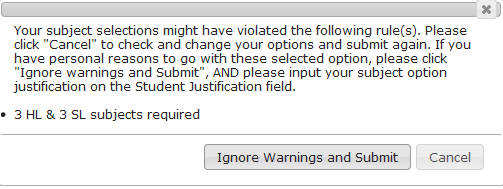 Your subject selections might have violated the following rule(s). Please
click "Cancel" to check and change your options and submit again. If you
have personal reasons to go with these selected option, please click
"Ignore warnings and Submit", AND please input your subject option
justification on the Student Justification field.
• 3 HL & 3 SL subjects required
Ignore Warnings and Submit Cancel